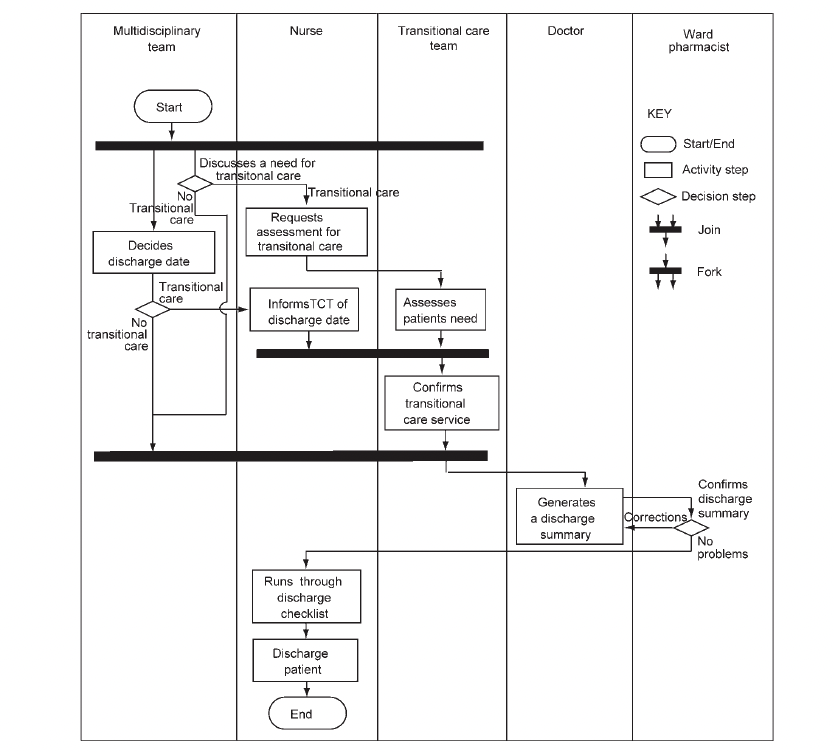 Multidisciplinary
team
Nurse
Transitional care
team
Doctor
Ward
pharmacist
Start
KEY
Start/End
Activity step
Decision step
Join
Fork
Discusses a need for
transitional care
No
Transitional
care
Transitional care
Requests
assessment for
transitonal care
Decides
discharge date
Transitional
care
No
transitional
care
InformsTCT of
discharge date
Assesses
patients need
Confirms
transitional
care service
Generates
a discharge
summary
Confirms
discharge
summary
Corrections
No
problems
Runs through
discharge
checklist
Discharge
patient
End